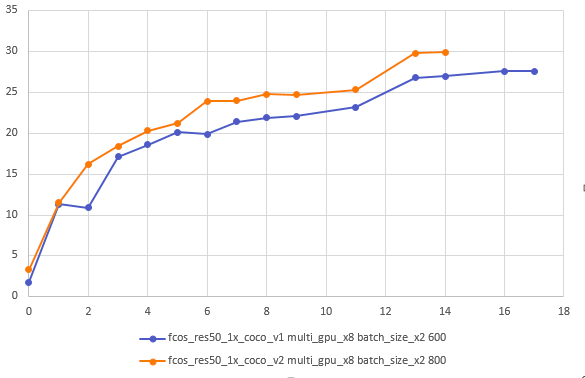 35
30
25
20
15
10
5
0
0 2 4 6 8 10 12 14 16 18
fcos_res50_1x_coco_v1 multi_gpu_x8 batch_size_x2 600
fcos_res50_1x_coco_v2 multi_gpu_x8 batch_size_x2 800